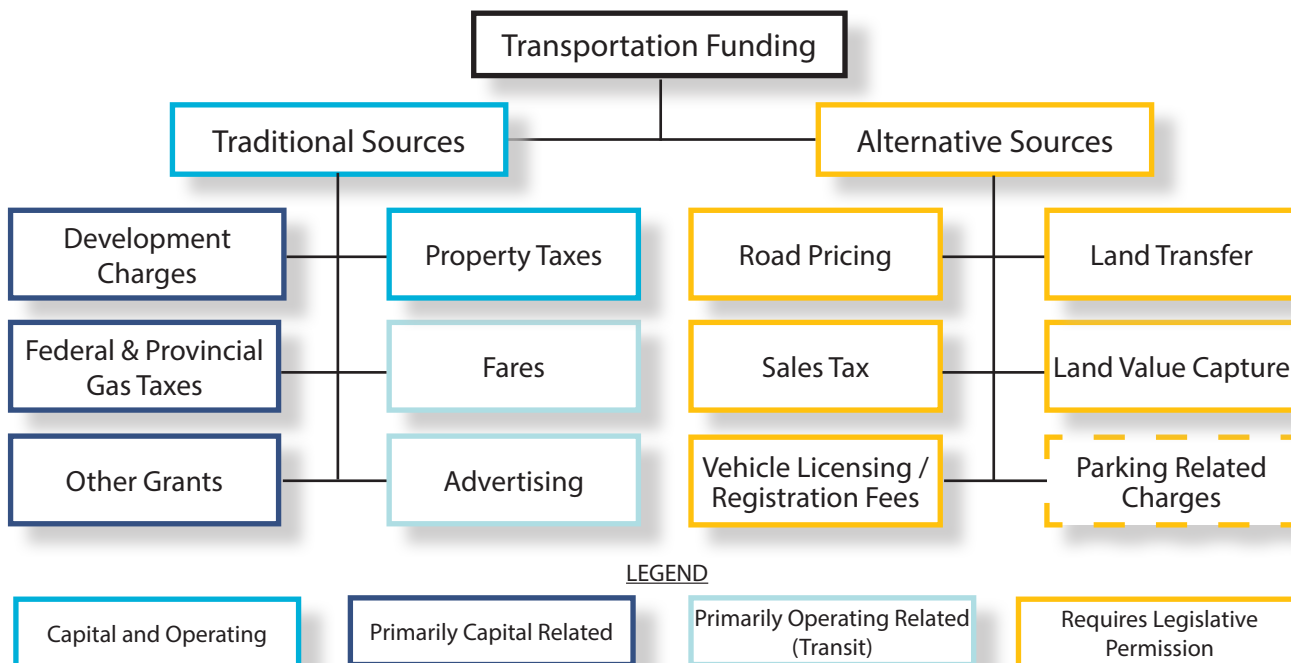 Transportation Funding
Traditional Sources
Alternative Sources
Development
Charges
Property Taxes
Road Pricing
Land Transfer
Federal & Provincial
Gas Taxes
Fares
Sales Tax
Land Value Capture
Other Grants
Advertising
Vehicle Licensing /
Registration Fees
Parking Related
Charges
LEGEND
Capital and Operating
Primarily Capital Related
Primarily Operating Related
(Transit)
Requires Legislative
Permission